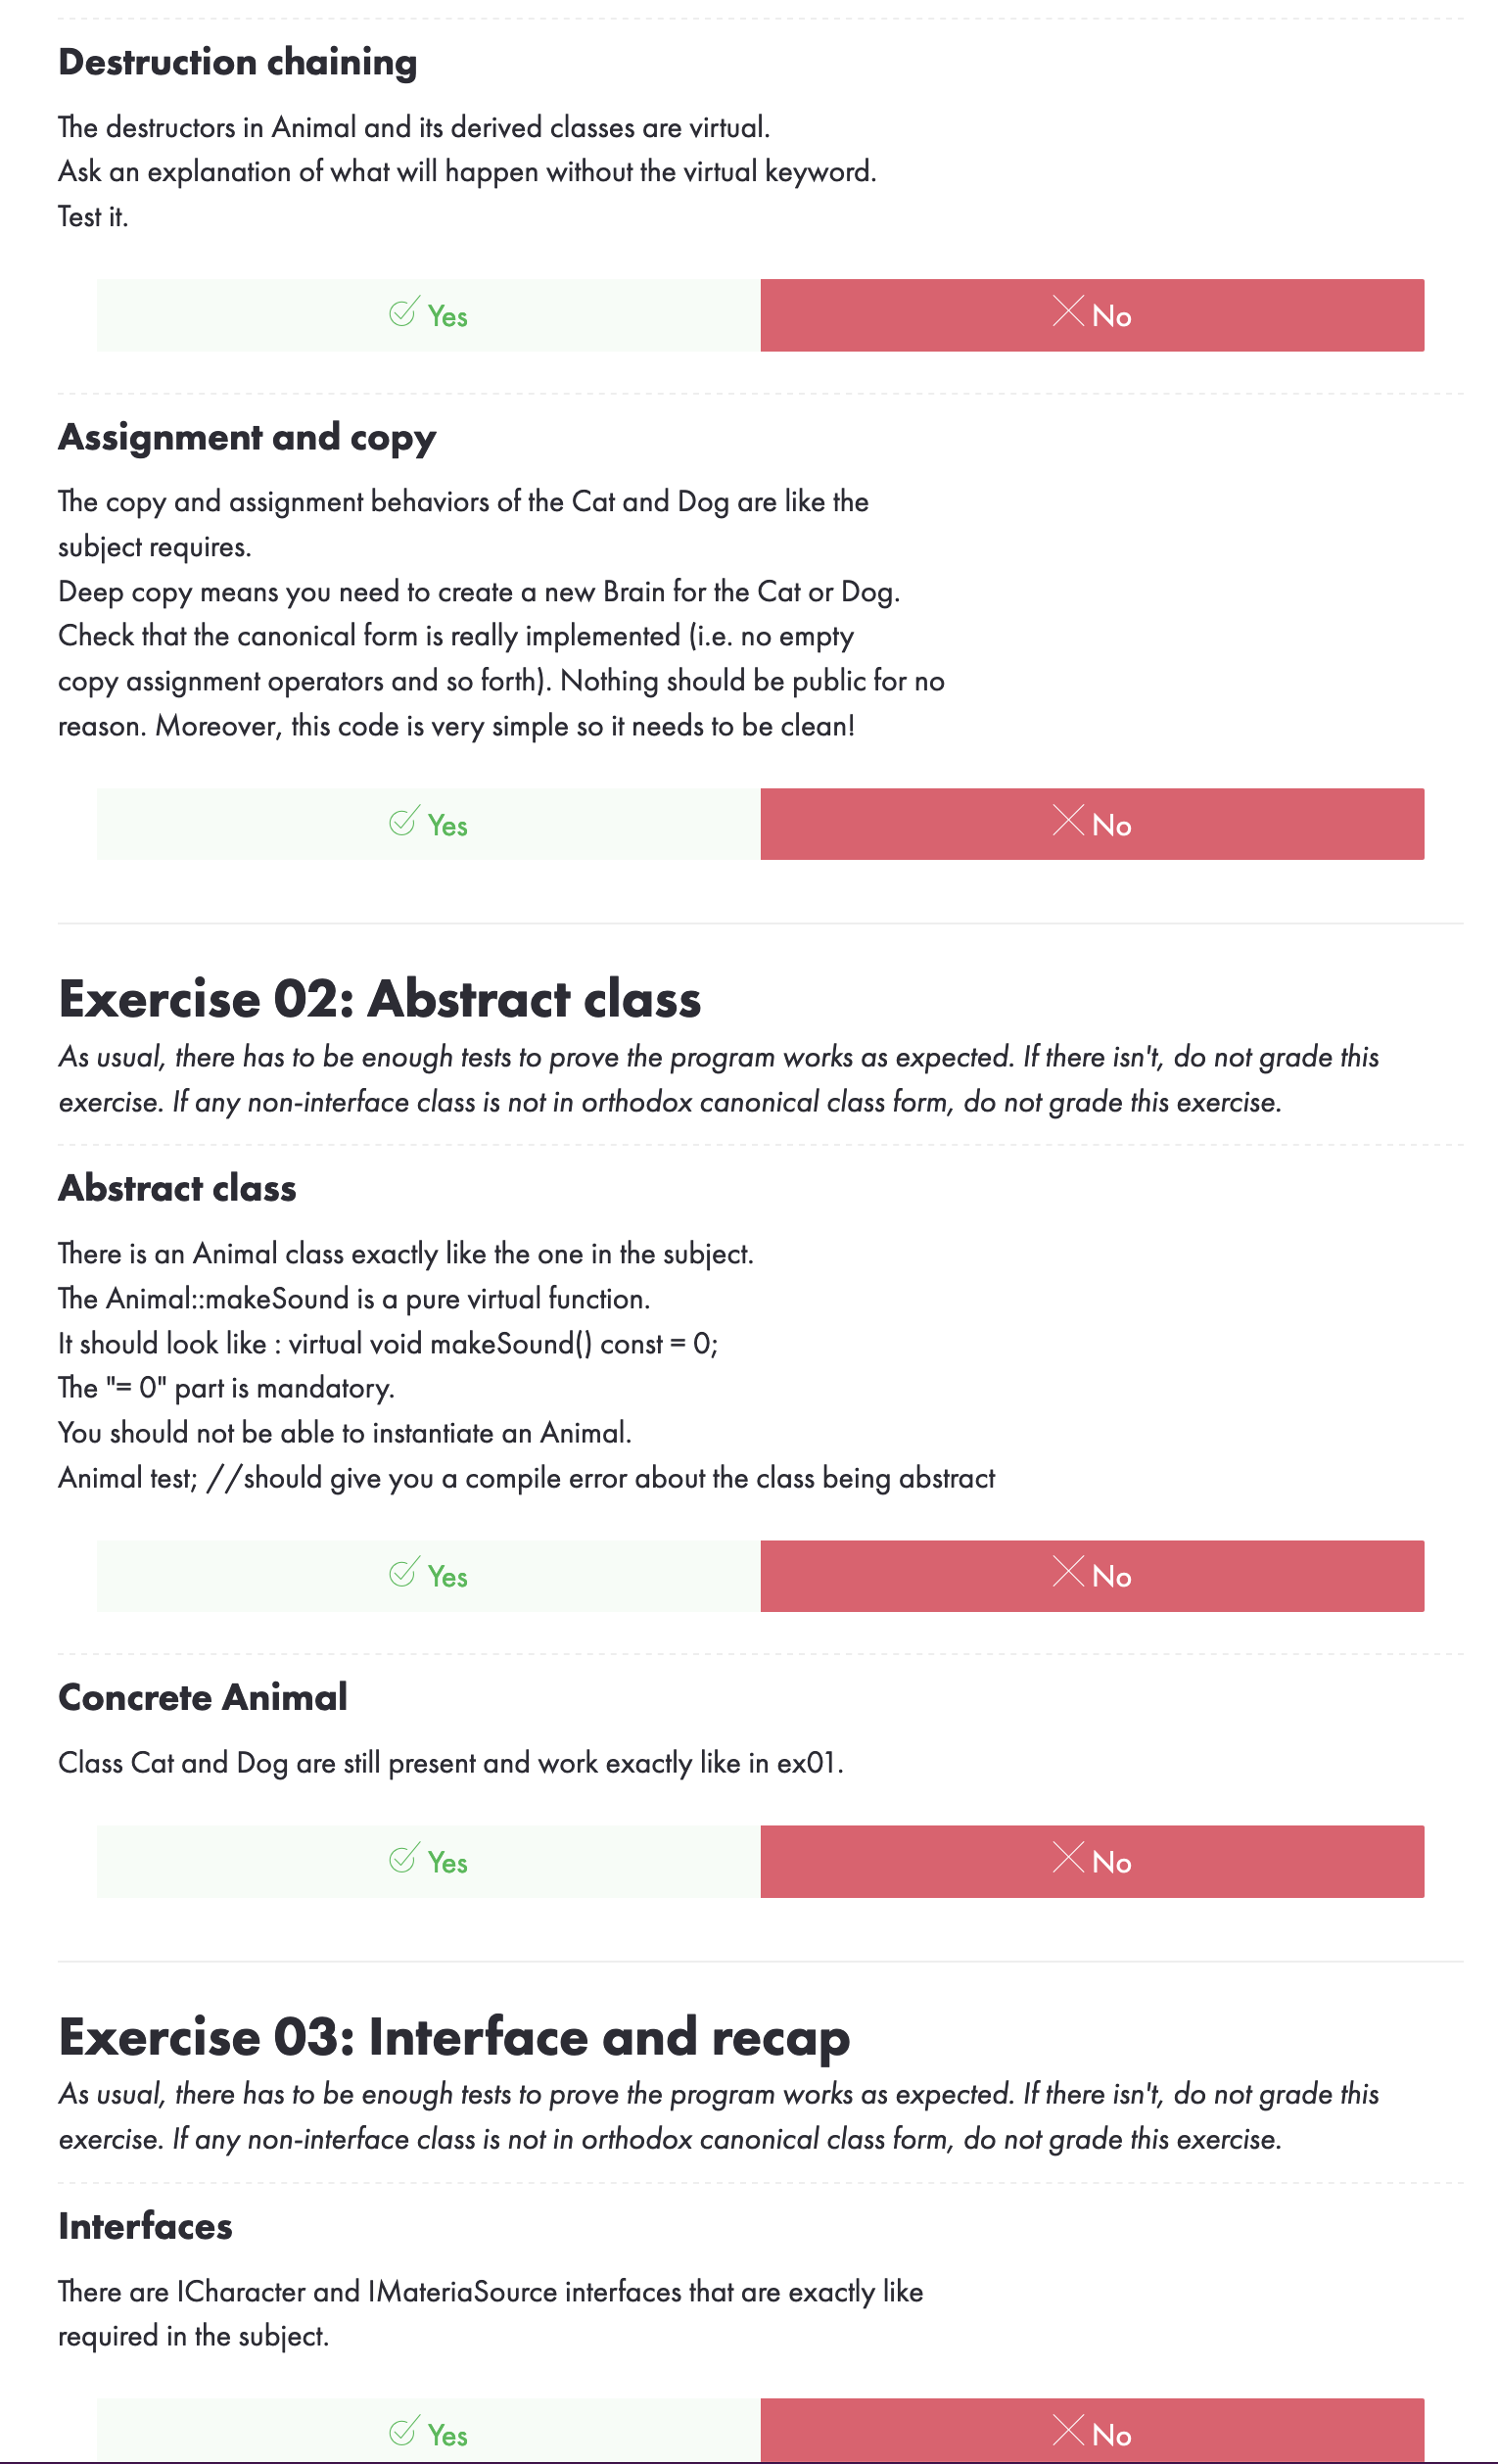 Destruction chaining
The destructors in Animal and its derived classes are virtual.
Ask an explanation of what will happen without the virtual keyword.
Test it.
Yes
No
Assignment and copy
The copy and assignment behaviors of the Cat and Dog are like the
subject requires.
Deep copy means you need to create a new Brain for the Cat or Dog.
Check that the canonical form is really implemented (i.e. no empty
copy assignment operators and so forth). Nothing should be public for no
reason. Moreover, this code is very simple so it needs to be clean!
Yes
No
Exercise 02: Abstract class
As usual, there has to be enough tests to prove the program works as expected. If there isn't, do not grade this
exercise. If any non-interface class is not in orthodox canonical class form, do not grade this exercise.
Abstract class
There is an Animal class exactly like the one in the subject.
The Animal::makeSound is a pure virtual function.
It should look like : virtual void makeSound() const = 0;
The "= 0" part is mandatory.
You should not be able to instantiate an Animal.
Animal test; //should give you a compile error about the class being abstract
Yes
No
Concrete Animal
Class Cat and Dog are still present and work exactly like in ex01.
Yes
No
Exercise 03: Interface and recap
As usual, there has to be enough tests to prove the program works as expected. If there isn't, do not grade this
exercise. If any non-interface class is not in orthodox canonical class form, do not grade this exercise.
Interfaces
There are ICharacter and IMateriaSource interfaces that are exactly like
required in the subject.
Yes
No